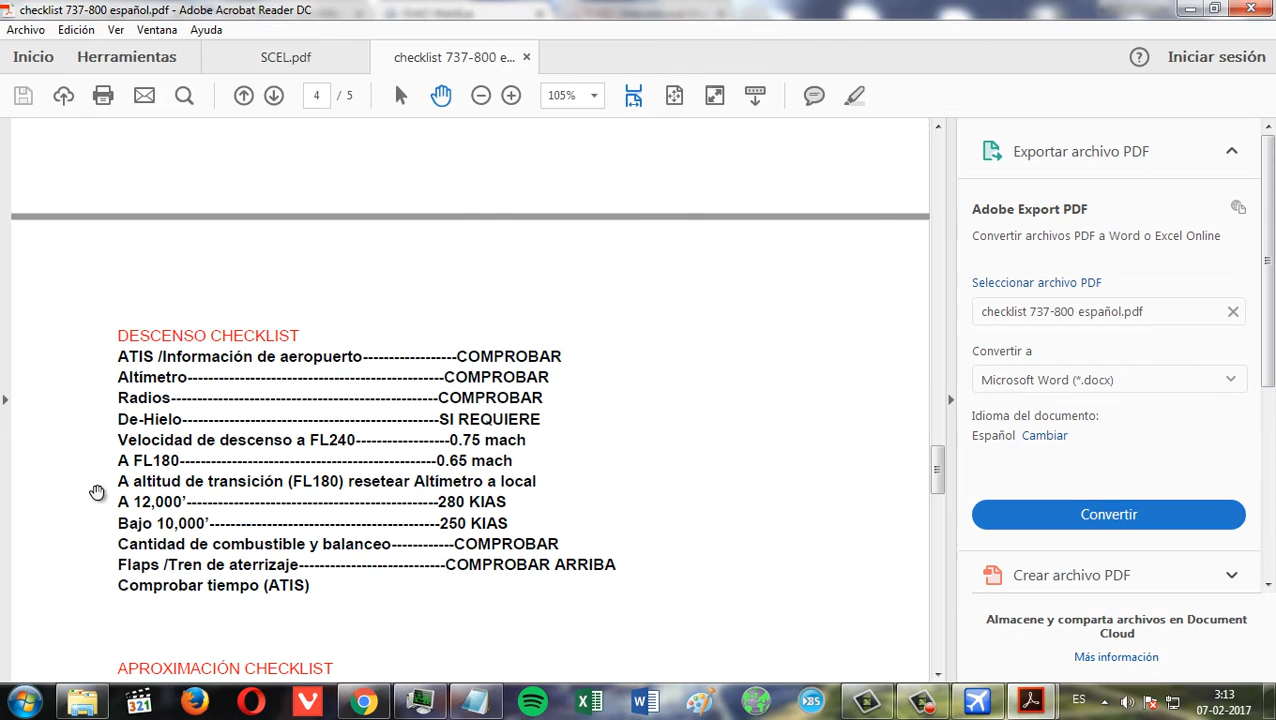 checklist 737-800 español.pdf - Adobe Acrobat Reader DC
Archivo Edición Ver Ventana Ayuda
Inicio Herramientas SCEL.pdf checklist 737-800 e... × ? Iniciar sesión
4 / 5 105%
Exportar archivo PDF
Adobe Export PDF
Convertir archivos PDF a Word o Excel Online
Seleccionar archivo PDF
checklist 737-800 español.pdf
Convertir a
Microsoft Word (*.docx)
Idioma del documento:
Español Cambiar
Convertir
Crear archivo PDF
Almacene y comparta archivos en Document
Cloud
Más información
DESCENSO CHECKLIST
ATIS /Información de aeropuerto------------------COMPROBAR
Altímetro-------------------------------------------------COMPROBAR
Radios---------------------------------------------------COMPROBAR
De-Hielo-------------------------------------------------SI REQUIERE
Velocidad de descenso a FL240------------------0.75 mach
A FL180-------------------------------------------------0.65 mach
A altitud de transición (FL180) resetear Altímetro a local
A 12,000’------------------------------------------------280 KIAS
Bajo 10,000’--------------------------------------------250 KIAS
Cantidad de combustible y balanceo------------COMPROBAR
Flaps /Tren de aterrizaje----------------------------COMPROBAR ARRIBA
Comprobar tiempo (ATIS)
APROXIMACIÓN CHECKLIST
321
KBS
ES
3:13
07-02-2017